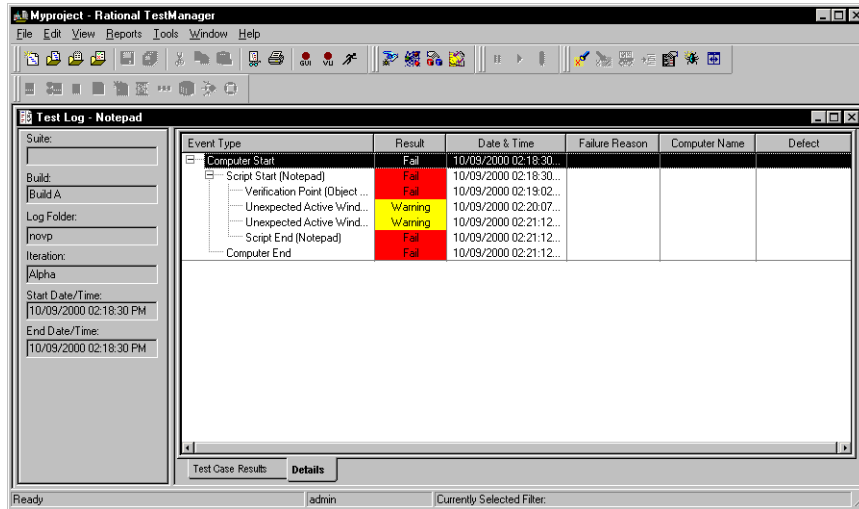 Myproject - Rational TestManager
File Edit View Reports Tools Window Help
GUI VU
Test Log - Notepad
Suite:
Build:
Build A
Log Folder:
novp
Iteration:
Alpha
Start Date/Time:
10/09/2000 02:18:30 PM
End Date/Time:
10/09/2000 02:18:30 PM
Event Type Result Date & Time Failure Reason Computer Name Defect
Computer Start Fail 10/09/2000 02:18:30...
Script Start (Notepad) Fail 10/09/2000 02:18:30...
Verification Point (Object ... Fail 10/09/2000 02:19:02...
Unexpected Active Wind... Warning 10/09/2000 02:20:07...
Unexpected Active Wind... Warning 10/09/2000 02:21:12...
Script End (Notepad) Fail 10/09/2000 02:21:12...
Computer End Fail 10/09/2000 02:21:12...
Test Case Results Details
Ready admin Currently Selected Filter: